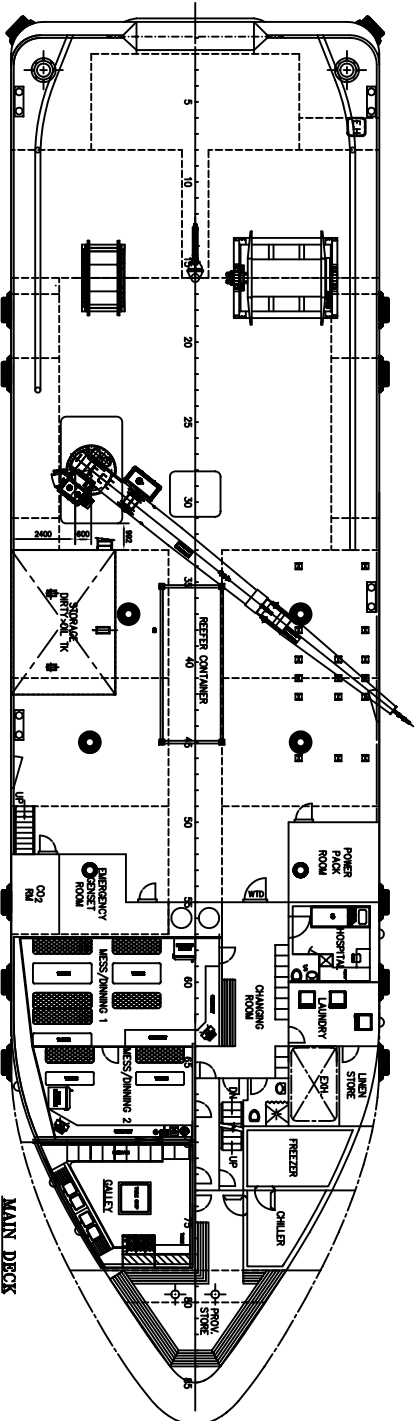 5
10
15
20
25
30
35
40
45
50
55
60
65
75
80
85
E.H
2400
600
992
STORAGE
DIRTY>OIL TK
REEFER CONTAINER
UP
CO2
RM
EMERGENCY
GENSET
ROOM
POWER
PACK
ROOM
WTD
HOSPITAL
LAUNDRY
CHANGING
ROOM
MESS/DINNING 1
MESS/DINNING 2
EXH
LINEN
STORE
DN
UP
FREEZER
CHILLER
GALLEY
PROV.
STORE
MAIN DECK